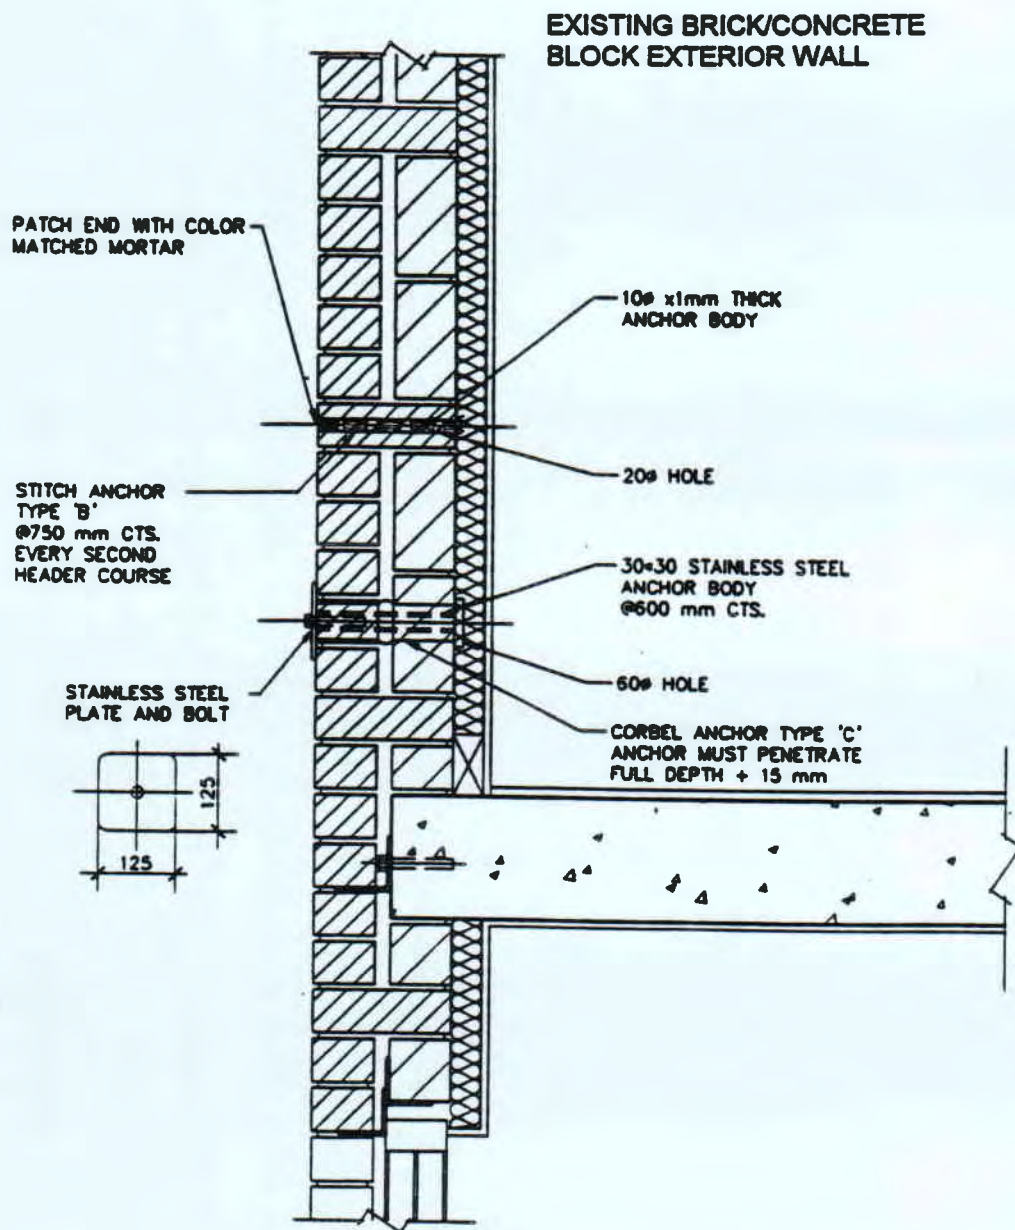 EXISTING BRICK/CONCRETE
BLOCK EXTERIOR WALL
PATCH END WITH COLOR
MATCHED MORTAR
10ø x1mm THICK
ANCHOR BODY
STITCH ANCHOR
TYPE 'B'
@750 mm CTS.
EVERY SECOND
HEADER COURSE
20ø HOLE
30×30 STAINLESS STEEL
ANCHOR BODY
@600 mm CTS.
60ø HOLE
STAINLESS STEEL
PLATE AND BOLT
CORBEL ANCHOR TYPE 'C'
ANCHOR MUST PENETRATE
FULL DEPTH + 15 mm
125
125